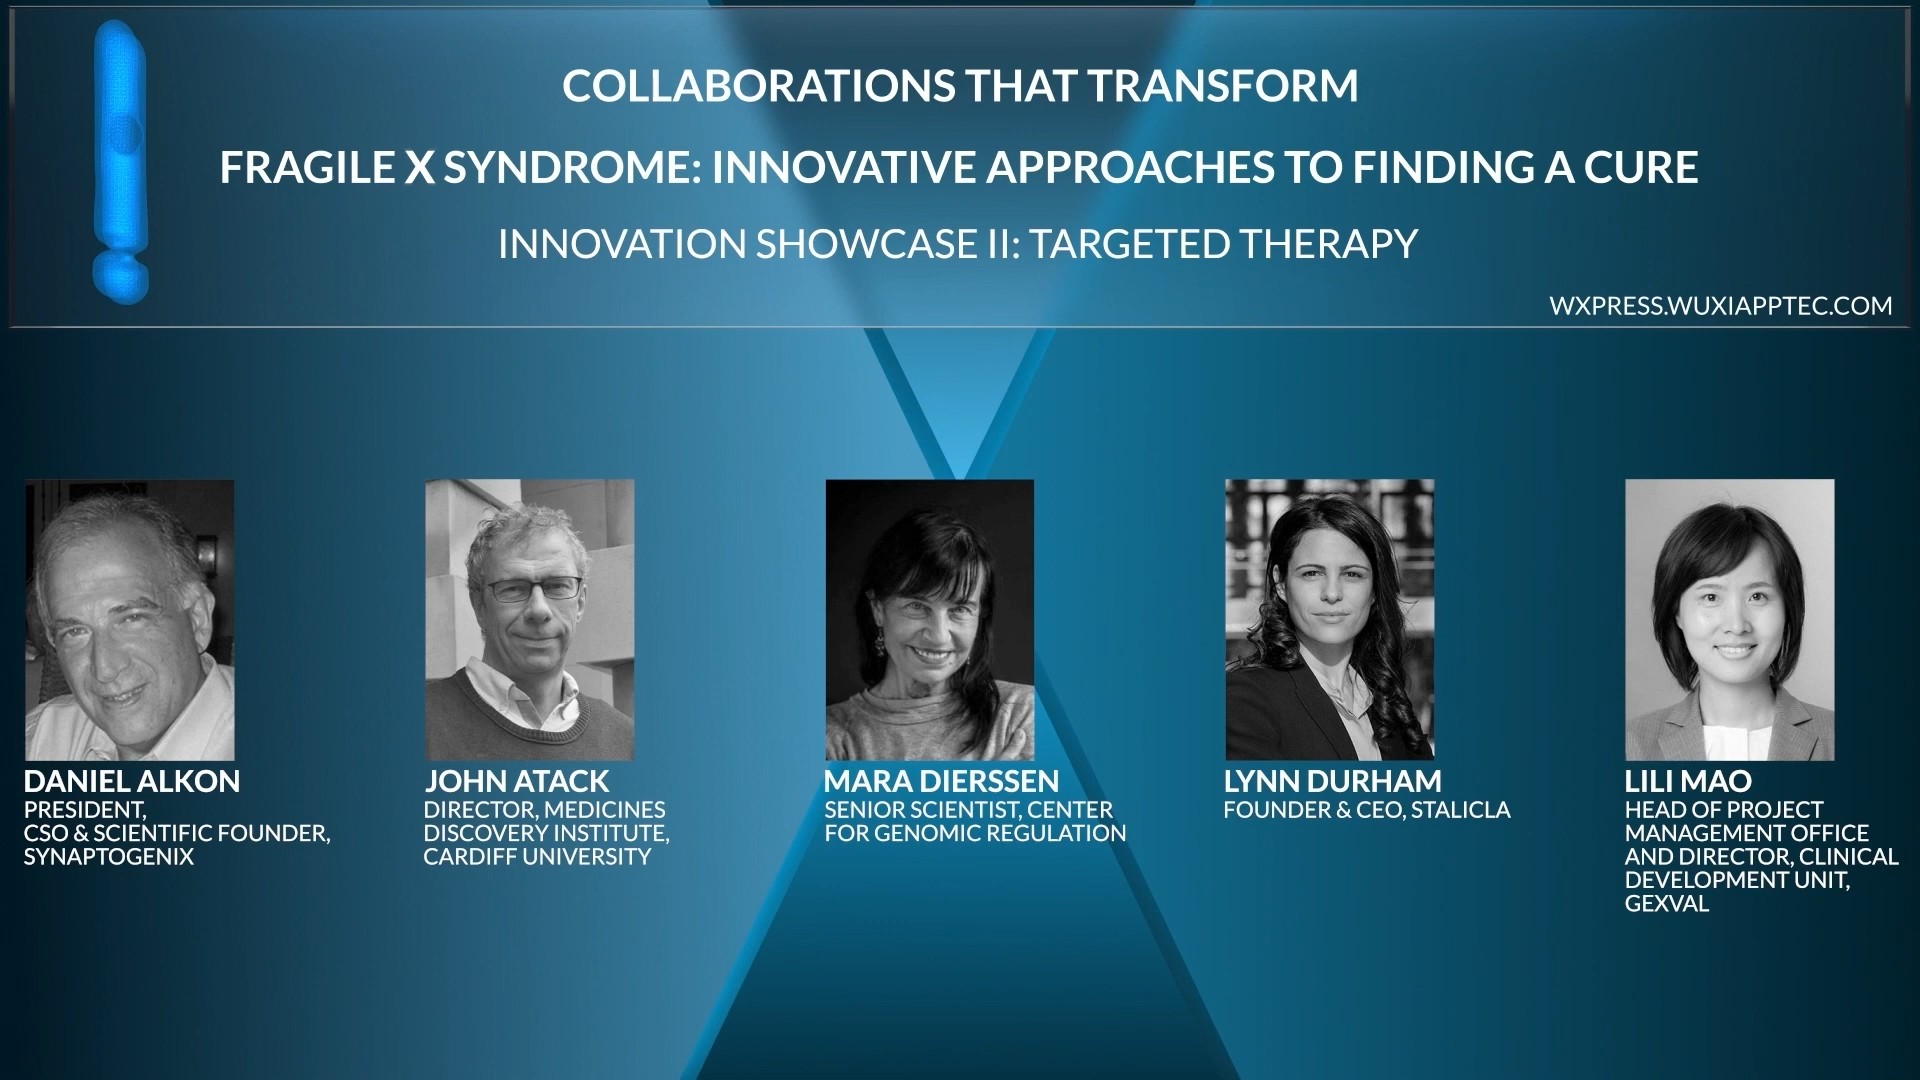 COLLABORATIONS THAT TRANSFORM
FRAGILE X SYNDROME: INNOVATIVE APPROACHES TO FINDING A CURE
INNOVATION SHOWCASE II: TARGETED THERAPY
WXPRESS.WUXIAPPTEC.COM
DANIEL ALKON
PRESIDENT,
CSO & SCIENTIFIC FOUNDER,
SYNAPTOGENIX
JOHN ATACK
DIRECTOR, MEDICINES
DISCOVERY INSTITUTE,
CARDIFF UNIVERSITY
MARA DIERSSEN
SENIOR SCIENTIST, CENTER
FOR GENOMIC REGULATION
LYNN DURHAM
FOUNDER & CEO, STALICLA
LILI MAO
HEAD OF PROJECT
MANAGEMENT OFFICE
AND DIRECTOR, CLINICAL
DEVELOPMENT UNIT,
GEXVAL